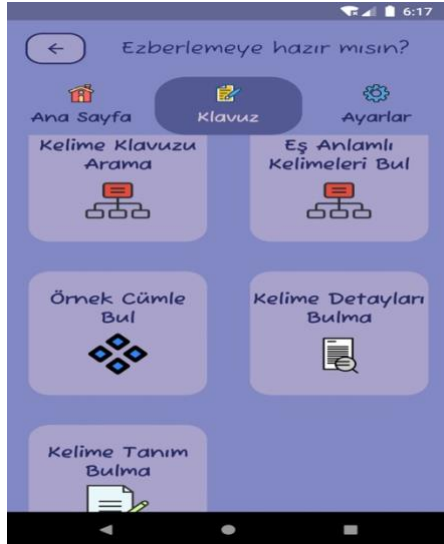 6:17
Ezberlemeye hazır mısın?
Ana Sayfa
Klavuz
Ayarlar
Kelime Klavuzu
Arama
Eş Anlamlı
Kelimeleri Bul
Örnek Cümle
Bul
Kelime Detayları
Bulma
Kelime Tanım
Bulma